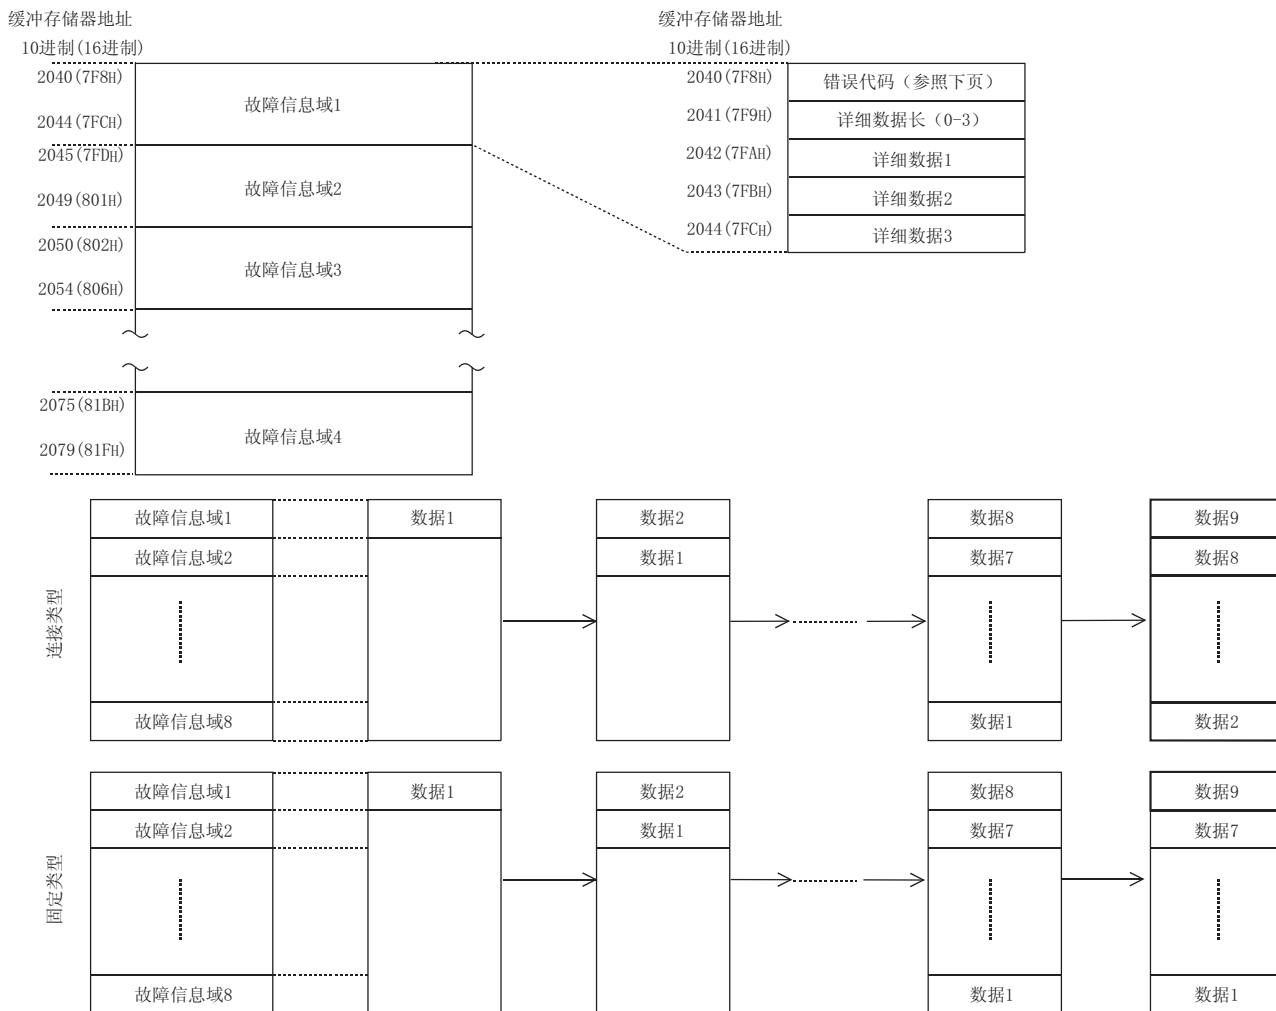 缓冲存储器地址
10进制(16进制)
2040(7F8H)
故障信息域1
2044(7FCH)
2045(7FDH)
故障信息域2
2049(801H)
2050(802H)
故障信息域3
2054(806H)
2075(81BH)
故障信息域4
2079(81FH)
缓冲存储器地址
10进制(16进制)
2040(7F8H)
错误代码（参照下页）
2041(7F9H)
详细数据长（0-3）
2042(7FAH)
详细数据1
2043(7FBH)
详细数据2
2044(7FCH)
详细数据3
连接类型
故障信息域1
故障信息域2
故障信息域8
数据1
数据2
数据1
数据8
数据7
数据1
数据9
数据8
数据2
固定类型
故障信息域1
故障信息域2
故障信息域8
数据1
数据2
数据1
数据8
数据7
数据1
数据9
数据7
数据1